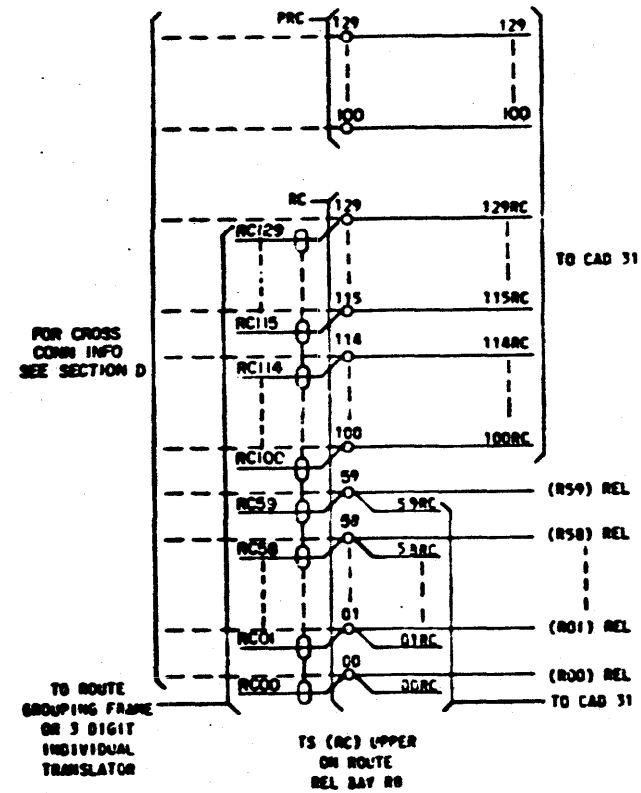 PRC
129
129
100
100
RC
129
129RC
RC129
TO CAD 31
115
115RC
RC115
FOR CROSS
CONN INFO
SEE SECTION D
114
114RC
RC114
100
100RC
RC100
59
(R59) REL
RC59
59RC
58
(R58) REL
RC58
58RC
01
(R01) REL
RC01
01RC
00
(R00) REL
RC00
00RC
TO CAD 31
TO ROUTE
GROUPING FRAME
OR 3 DIGIT
INDIVIDUAL
TRANSLATOR
TS (RC) UPPER
ON ROUTE
REL BAY R0